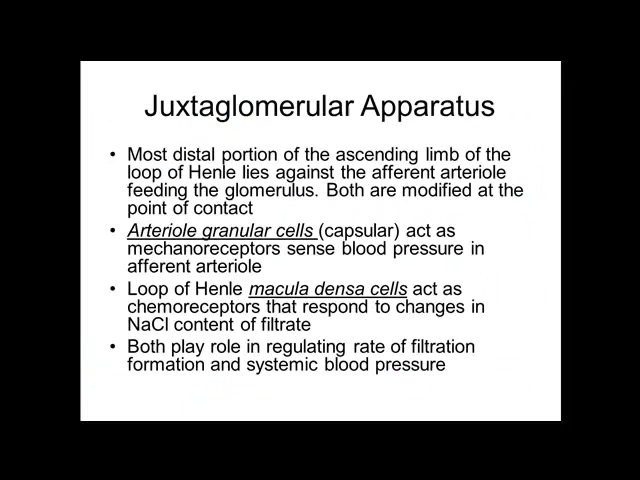 Juxtaglomerular Apparatus
• Most distal portion of the ascending limb of the
loop of Henle lies against the afferent arteriole
feeding the glomerulus. Both are modified at the
point of contact
• Arteriole granular cells (capsular) act as
mechanoreceptors sense blood pressure in
afferent arteriole
• Loop of Henle macula densa cells act as
chemoreceptors that respond to changes in
NaCl content of filtrate
• Both play role in regulating rate of filtration
formation and systemic blood pressure